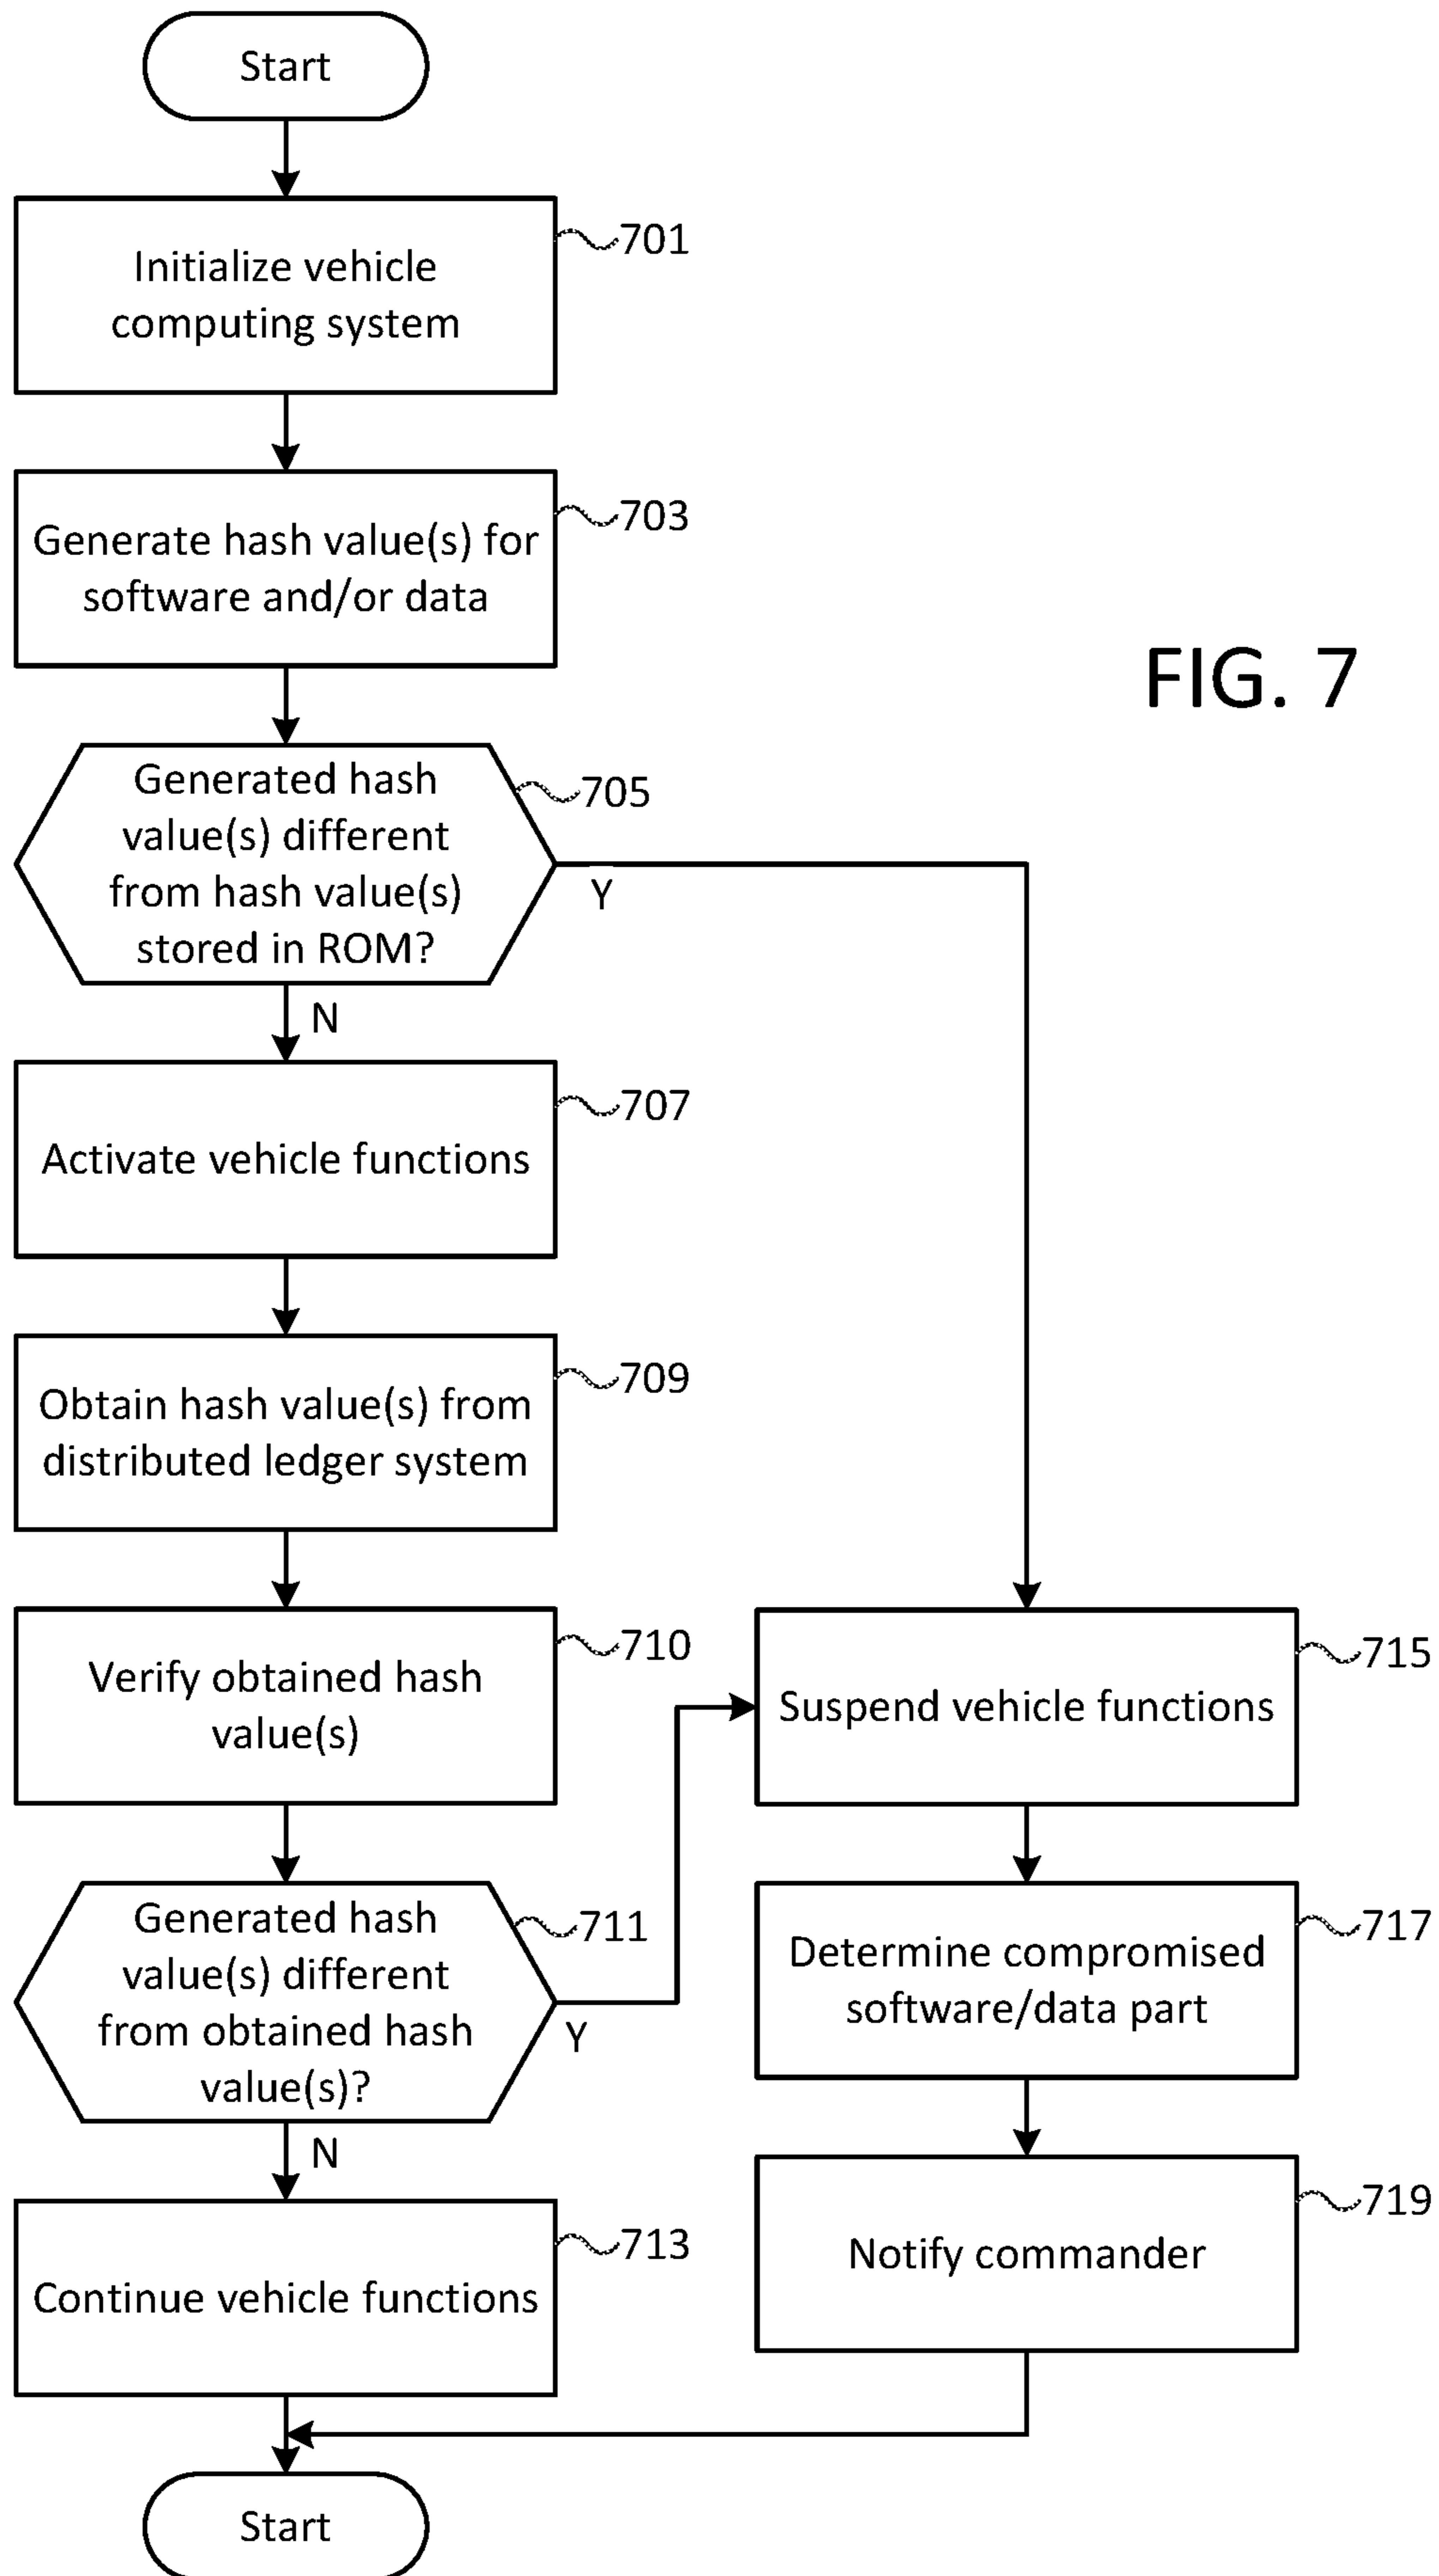 Start
701
Initialize vehicle
computing system
703
Generate hash value(s) for
software and/or data
FIG. 7
705
Generated hash
value(s) different
from hash value(s)
stored in ROM?
Y
N
707
Activate vehicle functions
709
Obtain hash value(s) from
distributed ledger system
710
Verify obtained hash
value(s)
715
Suspend vehicle functions
711
Generated hash
value(s) different
from obtained hash
value(s)?
Y
N
717
Determine compromised
software/data part
713
Continue vehicle functions
719
Notify commander
Start